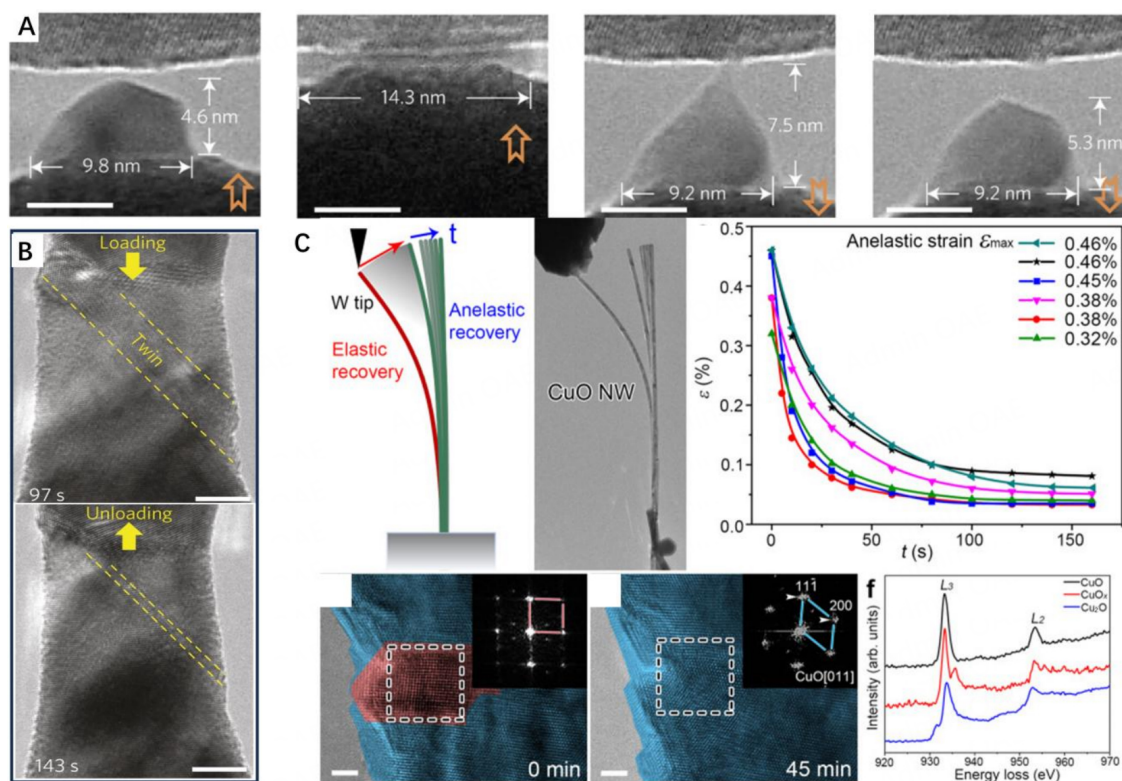 A
4.6 nm
9.8 nm
14.3 nm
7.5 nm
9.2 nm
5.3 nm
9.2 nm
B
Loading
Twin
97 s
Unloading
143 s
C
t
W tip
Elastic
recovery
Anelastic
recovery
CuO NW
Anelastic strain Ɛmax
0.46%
0.46%
0.45%
0.38%
0.38%
0.32%
ε (%)
0.5
0.4
0.3
0.2
0.1
0.0
0
50
100
150
t (s)
0 min
111̄
200
CuO[011]
45 min
f
L3
L2
CuO
CuOx
Cu2O
Intensity (arb. units)
920 930 940 950 960 970
Energy loss (eV)